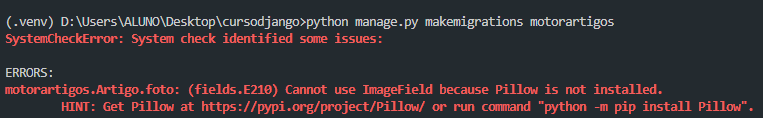 (.venv) D:\Users\ALUNO\Desktop\cursodjango>python manage.py makemigrations motorartigos
SystemCheckError: System check identified some issues:
ERRORS:
motorartigos.Artigo.foto: (fields.E210) Cannot use ImageField because Pillow is not installed.
HINT: Get Pillow at https://pypi.org/project/Pillow/ or run command "python -m pip install Pillow".